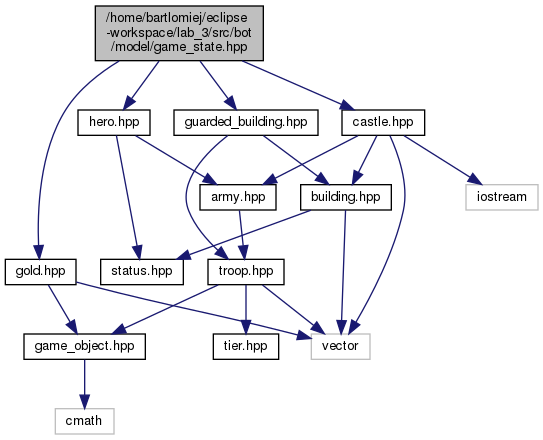 /home/bartlomiej/eclipse
-workspace/lab_3/src/bot
/model/game_state.hpp
hero.hpp
guarded_building.hpp
castle.hpp
army.hpp
building.hpp
iostream
gold.hpp
status.hpp
troop.hpp
game_object.hpp
tier.hpp
vector
cmath